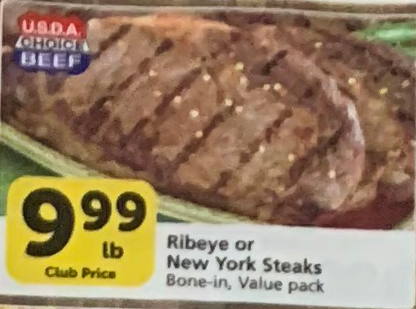 U.S.D.A.
CHOICE
BEEF
9 99
lb
Club Price
Ribeye or
New York Steaks
Bone-in, Value pack